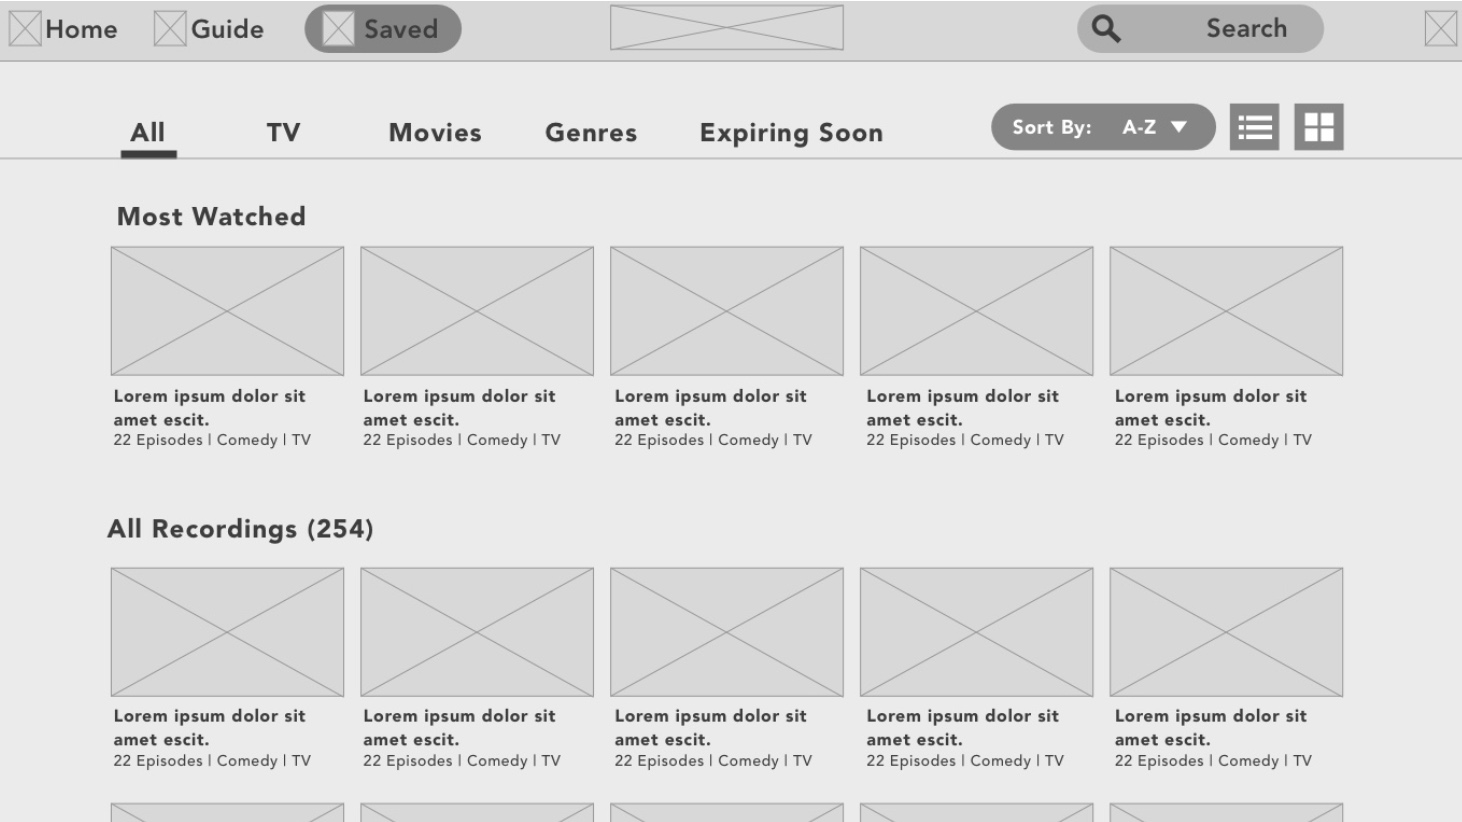 Home Guide Saved Search
All TV Movies Genres Expiring Soon Sort By: A-Z
Most Watched
Lorem ipsum dolor sit Lorem ipsum dolor sit Lorem ipsum dolor sit Lorem ipsum dolor sit Lorem ipsum dolor sit
amet escit. amet escit. amet escit. amet escit. amet escit.
22 Episodes | Comedy | TV 22 Episodes | Comedy | TV 22 Episodes | Comedy | TV 22 Episodes | Comedy | TV 22 Episodes | Comedy | TV
All Recordings (254)
Lorem ipsum dolor sit Lorem ipsum dolor sit Lorem ipsum dolor sit Lorem ipsum dolor sit Lorem ipsum dolor sit
amet escit. amet escit. amet escit. amet escit. amet escit.
22 Episodes | Comedy | TV 22 Episodes | Comedy | TV 22 Episodes | Comedy | TV 22 Episodes | Comedy | TV 22 Episodes | Comedy | TV